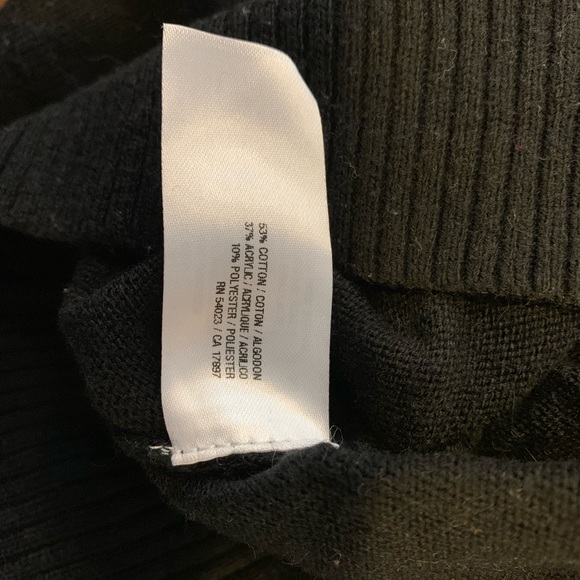 53% COTTON / COTON / ALGODON
37% ACRYLIC / ACRYLIQUE / ACRILICO
10% POLYESTER / POLIESTER
RN 54023 / CA 17897